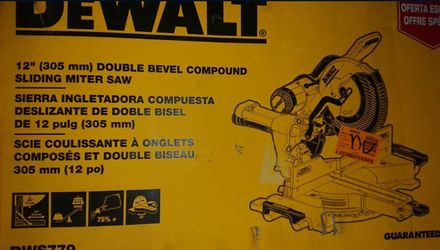 DEWALT
OFERTA ES
OFFRE SPÉ
12" (305 mm) DOUBLE BEVEL COMPOUND
SLIDING MITER SAW
SIERRA INGLETADORA COMPUESTA
DESLIZANTE DE DOBLE BISEL
DE 12 pulg (305 mm)
SCIE COULISSANTE À ONGLETS
COMPOSÉS ET DOUBLE BISEAU
305 mm (12 po)
75% +
GUARANTEED
DWS779